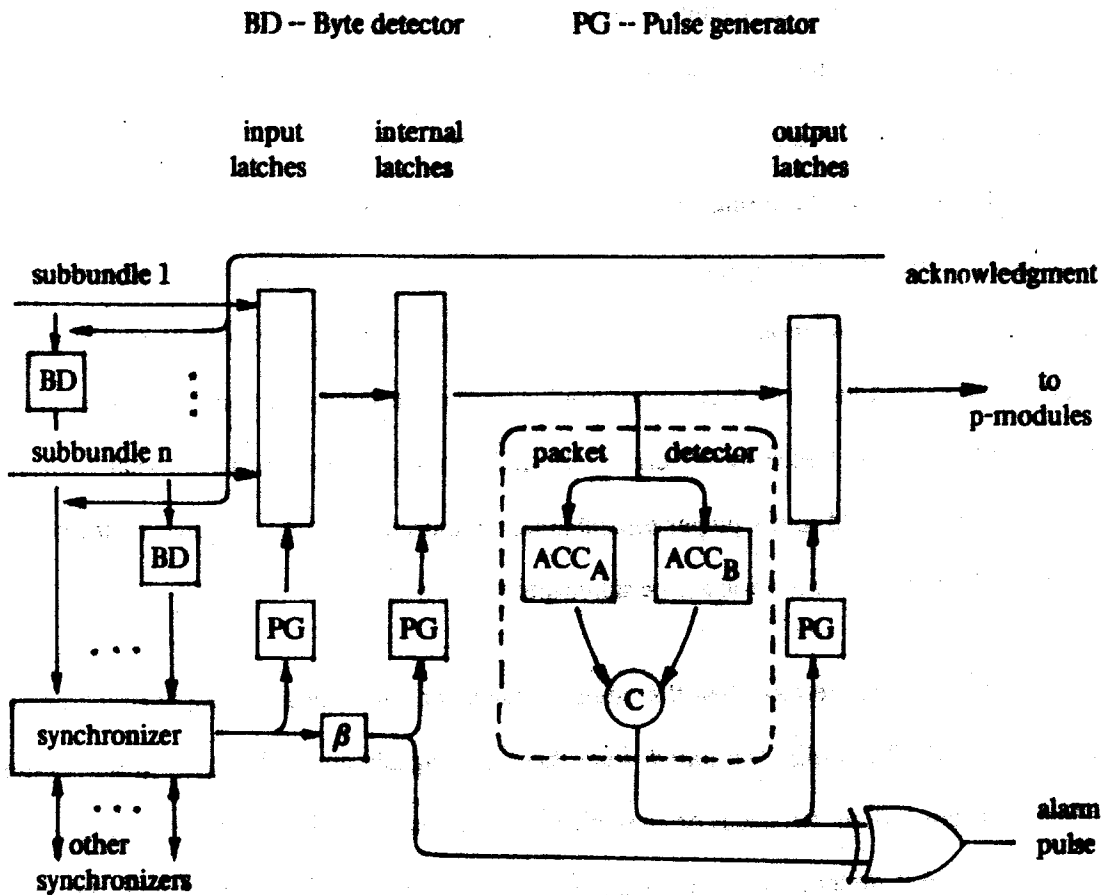 BD -- Byte detector PG -- Pulse generator
input internal output
latches latches latches
subbundle 1
acknowledgment
BD
to
p-modules
subbundle n
packet detector
BD
ACC_A ACC_B
PG PG PG
C
synchronizer
β
other
synchronizers
alarm
pulse